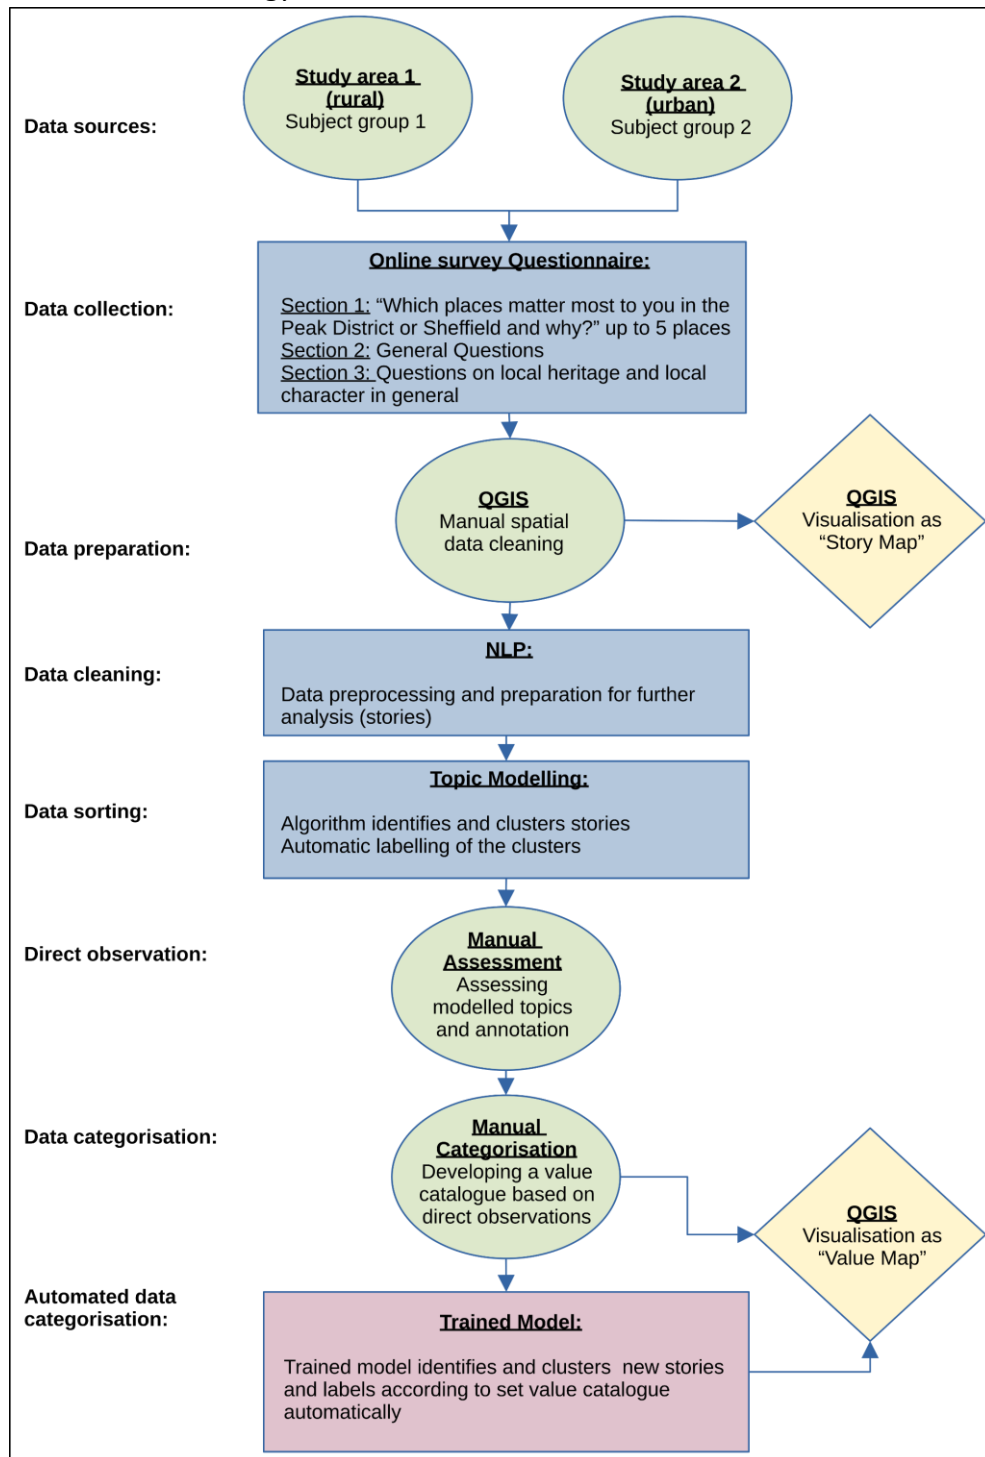 Data sources:
Study area 1
(rural)
Subject group 1
Study area 2
(urban)
Subject group 2
Data collection:
Online survey Questionnaire:
Section 1: “Which places matter most to you in the
Peak District or Sheffield and why?” up to 5 places
Section 2: General Questions
Section 3: Questions on local heritage and local
character in general
Data preparation:
QGIS
Manual spatial
data cleaning
QGIS
Visualisation as
“Story Map”
Data cleaning:
NLP:
Data preprocessing and preparation for further
analysis (stories)
Data sorting:
Topic Modelling:
Algorithm identifies and clusters stories
Automatic labelling of the clusters
Direct observation:
Manual
Assessment
Assessing
modelled topics
and annotation
Data categorisation:
Manual
Categorisation
Developing a value
catalogue based on
direct observations
QGIS
Visualisation as
“Value Map”
Automated data
categorisation:
Trained Model:
Trained model identifies and clusters new stories
and labels according to set value catalogue
automatically